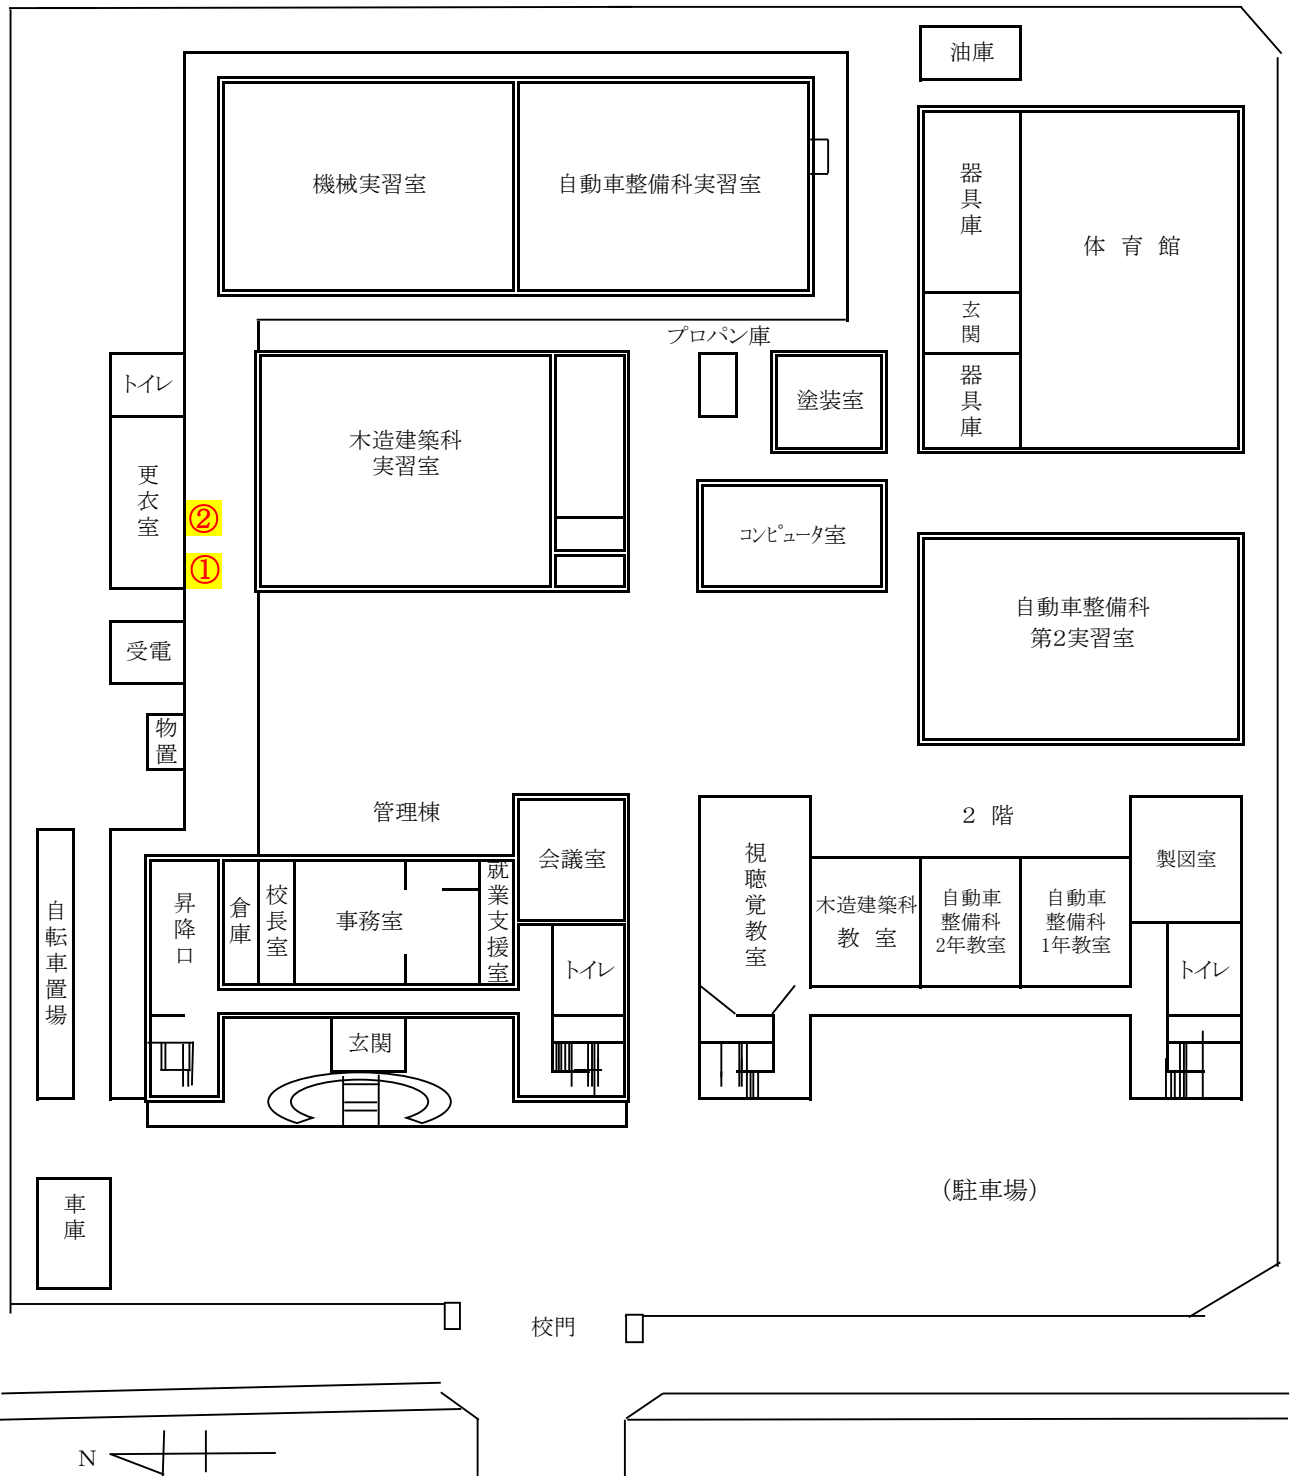 油庫
機械実習室
自動車整備科実習室
器具庫
体 育 館
玄関
器具庫
プロパン庫
塗装室
トイレ
更衣室
木造建築科
実習室
②
①
コンピュータ室
自動車整備科
第2実習室
受電
物置
管理棟
会議室
2 階
視聴覚教室
製図室
自転車置場
昇降口
倉庫
校長室
事務室
就業支援室
トイレ
木造建築科
教 室
自動車
整備科
2年教室
自動車
整備科
1年教室
トイレ
玄関
車庫
（駐車場）
校門
N